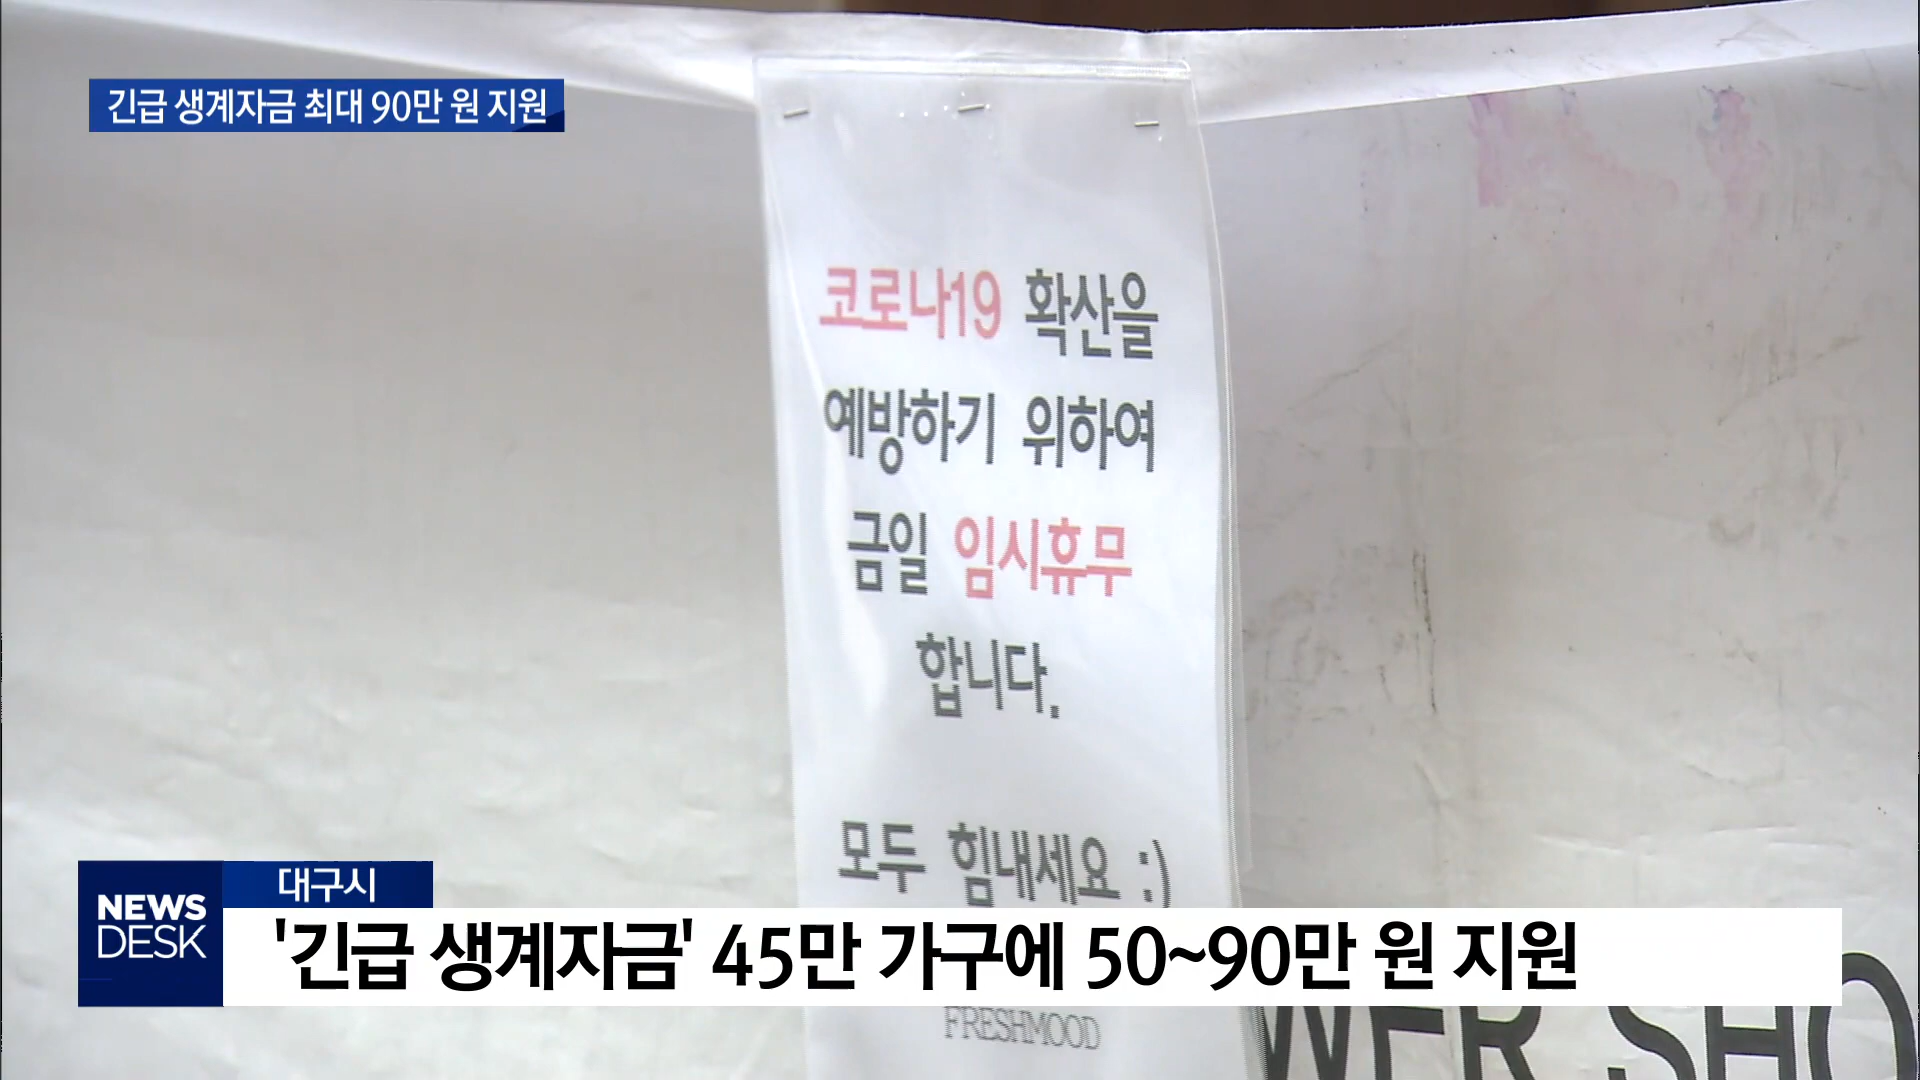 긴급 생계자금 최대 90만 원 지원
코로나19 확산을
예방하기 위하여
금일 임시휴무
합니다.
모두 힘내세요 :)
대구시
NEWS
DESK
'긴급 생계자금' 45만 가구에 50~90만 원 지원
FRESHMOOD